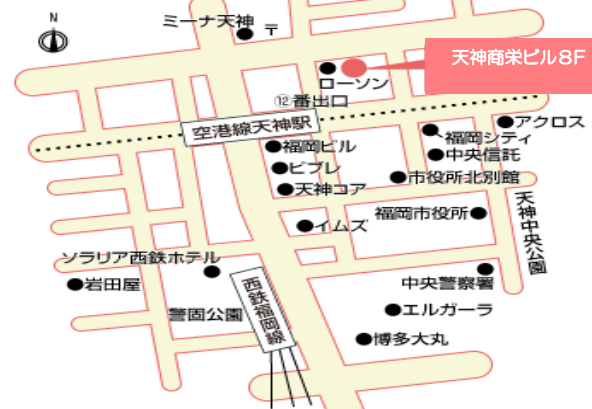 N
ミーナ天神
〒
天神商栄ビル8F
ローソン
⑫番出口
空港線天神駅
アクロス
福岡ビル
福岡シティ
中央信託
ビブレ
天神コア
市役所北別館
イムズ
福岡市役所
天神中央公園
ソラリア西鉄ホテル
岩田屋
中央警察署
西鉄福岡線
警固公園
エルガーラ
博多大丸